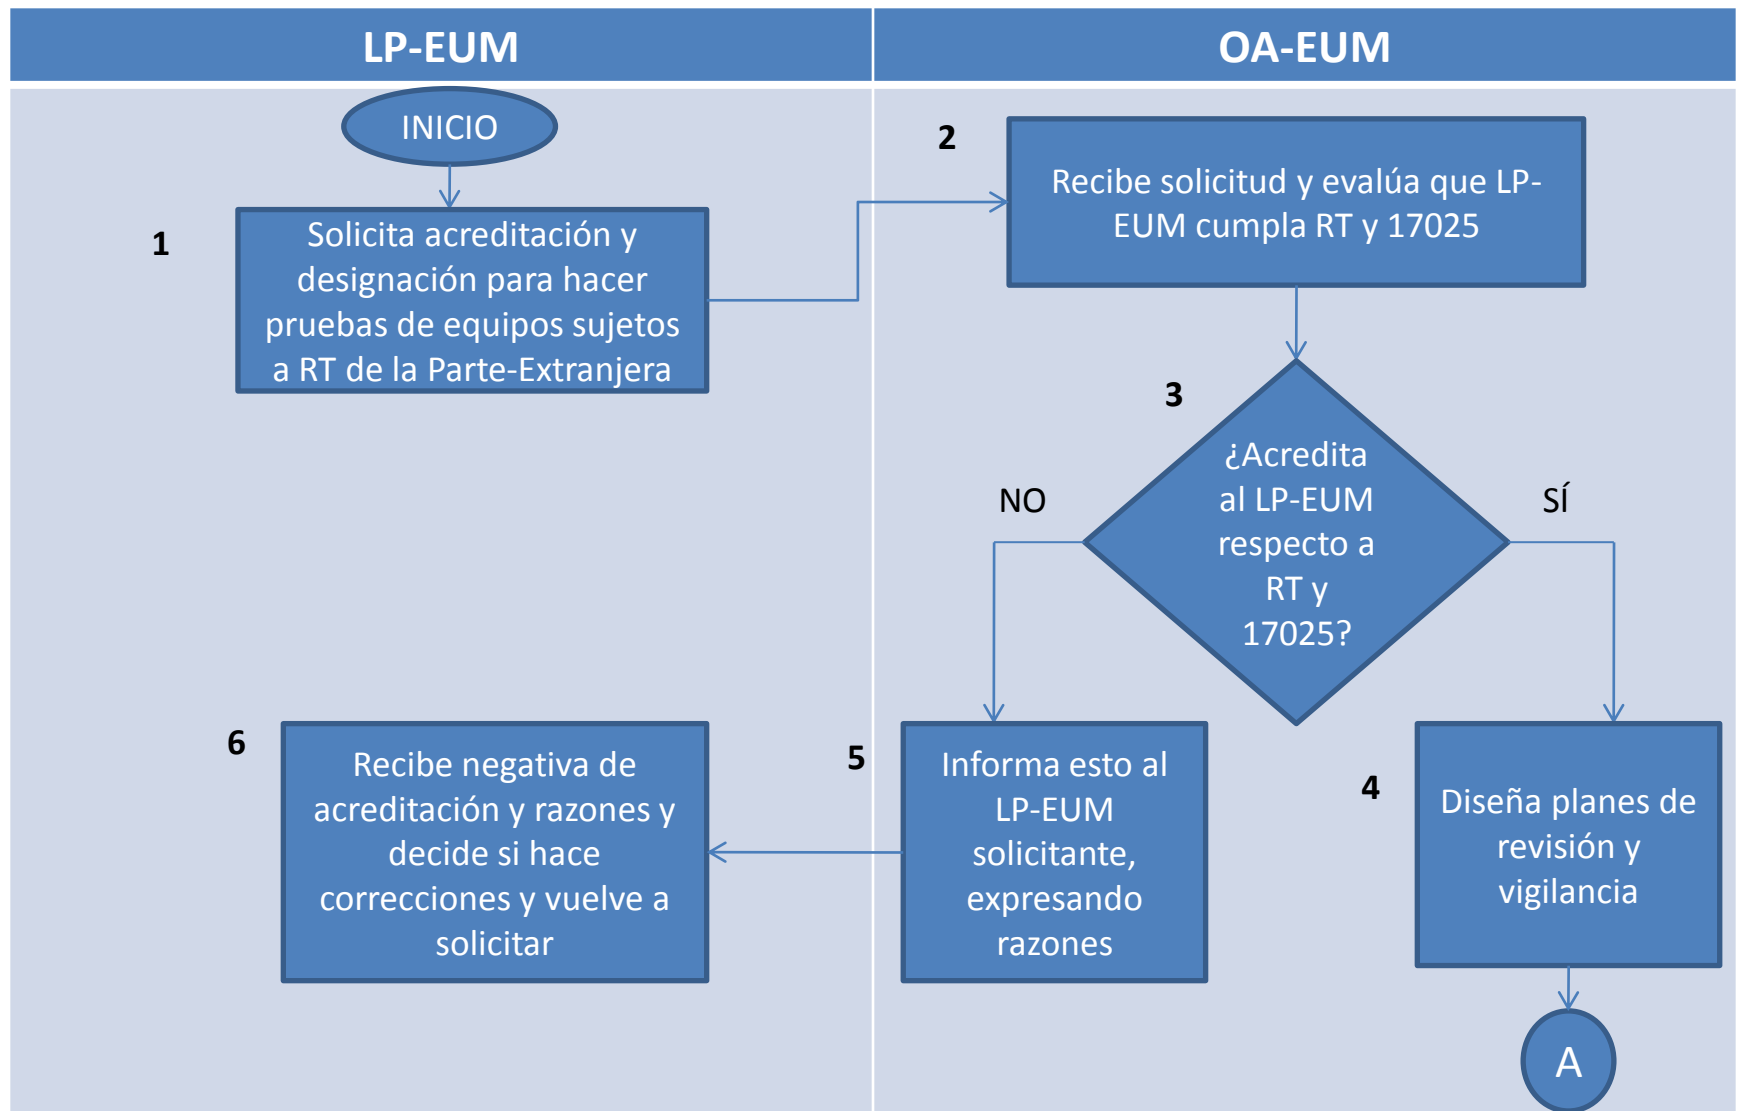 LP-EUM
OA-EUM
INICIO
1
Solicita acreditación y
designación para hacer
pruebas de equipos sujetos
a RT de la Parte-Extranjera
2
Recibe solicitud y evalúa que LP-
EUM cumpla RT y 17025
3
¿Acredita
al LP-EUM
respecto a
RT y
17025?
NO
SÍ
4
Diseña planes de
revisión y
vigilancia
5
Informa esto al
LP-EUM
solicitante,
expresando
razones
6
Recibe negativa de
acreditación y razones y
decide si hace
correcciones y vuelve a
solicitar
A